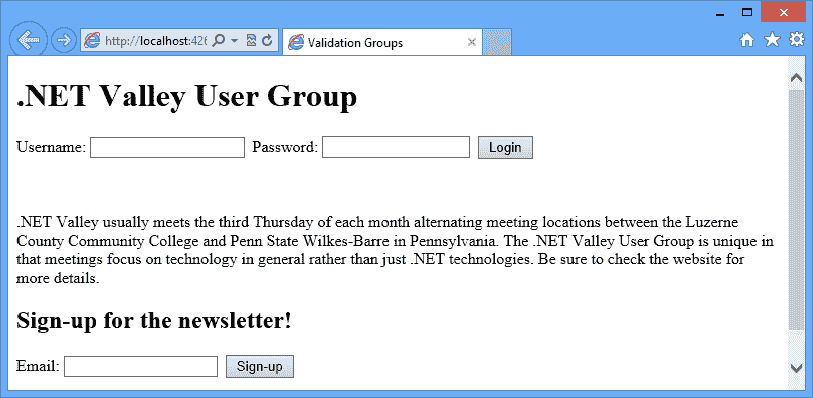 http://localhost:426
Validation Groups
.NET Valley User Group
Username: Password: Login
.NET Valley usually meets the third Thursday of each month alternating meeting locations between the Luzerne
County Community College and Penn State Wilkes-Barre in Pennsylvania. The .NET Valley User Group is unique in
that meetings focus on technology in general rather than just .NET technologies. Be sure to check the website for
more details.
Sign-up for the newsletter!
Email: Sign-up